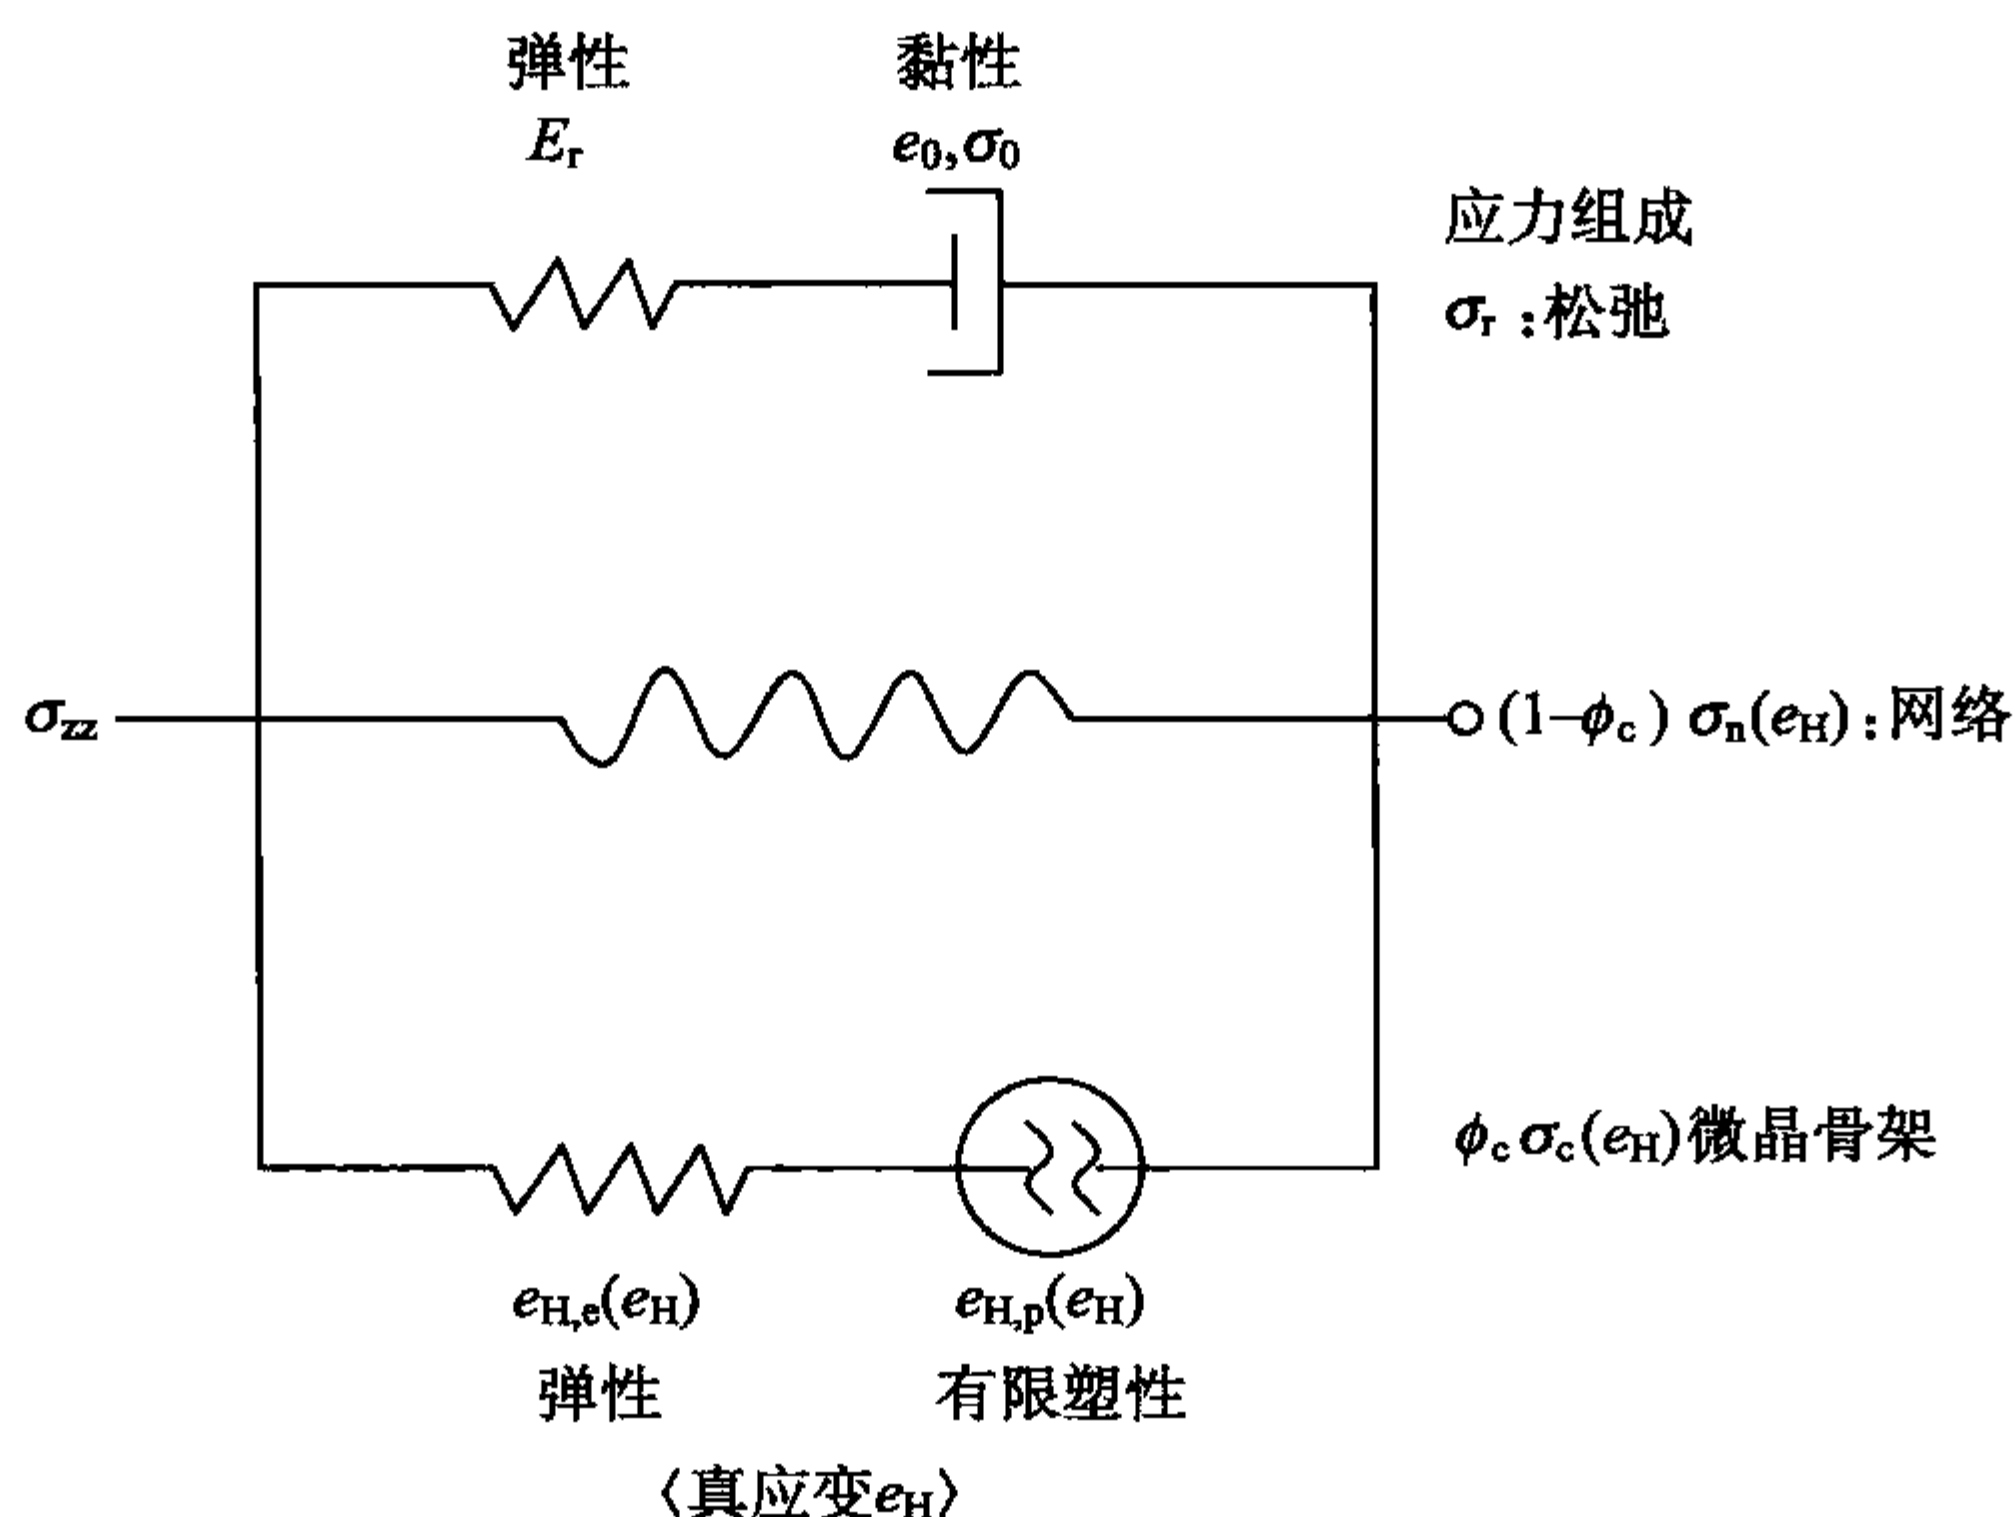 弹性
E_r
黏性
e_0,σ_0
应力组成
σ_r：松弛
σ_zz
(1−ϕ_c) σ_n(e_H)：网络
ϕ_c σ_c(e_H)微晶骨架
e_H,e(e_H)
弹性
e_H,p(e_H)
有限塑性
〈真应变e_H〉